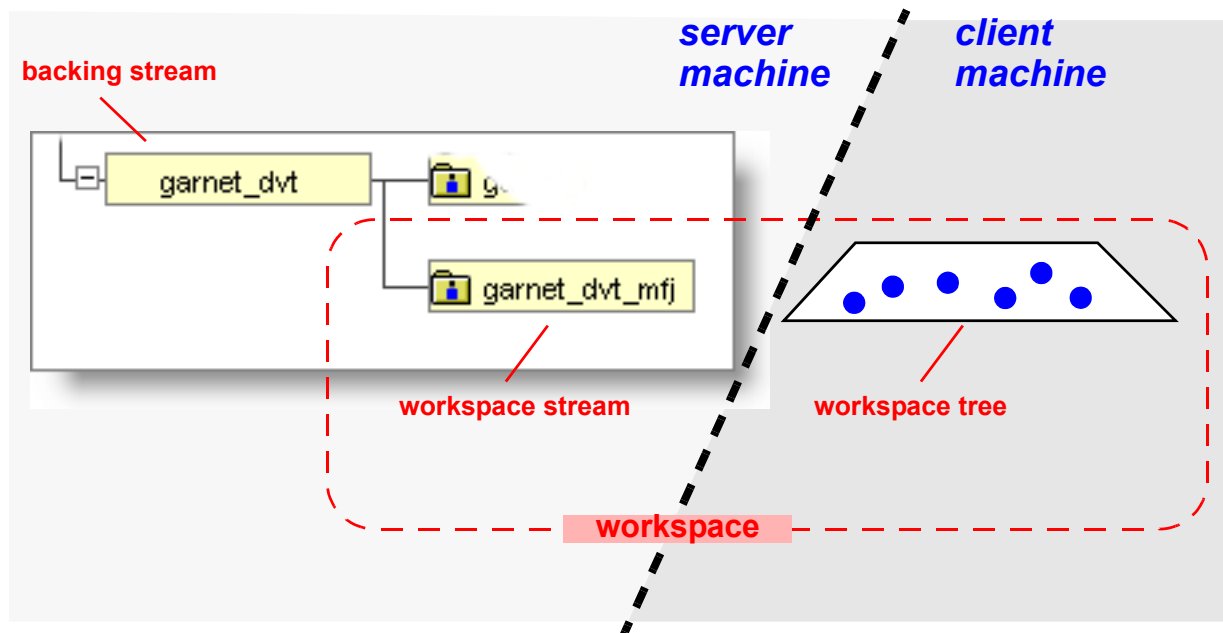 server
machine
client
machine
backing stream
garnet_dvt
garnet_dvt_mfj
workspace stream
workspace tree
workspace